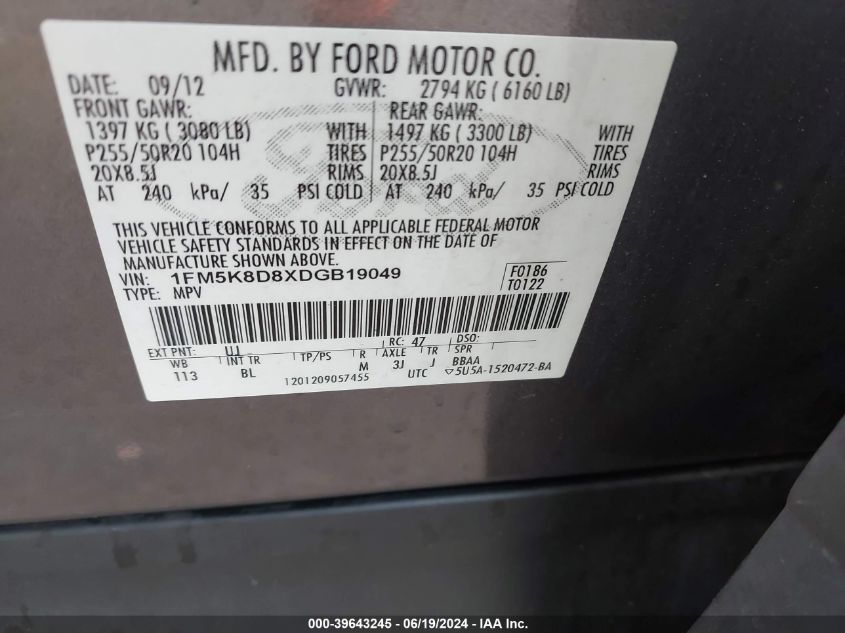 MFD. BY FORD MOTOR CO.
DATE: 09/12 GVWR: 2794 KG ( 6160 LB)
FRONT GAWR: REAR GAWR:
1397 KG ( 3080 LB) WITH 1497 KG ( 3300 LB) WITH
P255/50R20 104H TIRES P255/50R20 104H TIRES
20X8.5J RIMS 20X8.5J RIMS
AT 240 kPa/ 35 PSI COLD AT 240 kPa/ 35 PSI COLD
THIS VEHICLE CONFORMS TO ALL APPLICABLE FEDERAL MOTOR
VEHICLE SAFETY STANDARDS IN EFFECT ON THE DATE OF
MANUFACTURE SHOWN ABOVE.
VIN: 1FM5K8D8XDGB19049 F0186
TYPE: MPV T0122
EXT PNT: UJ RC: 47 DSO:
WB INT TR TP/PS R AXLE TR SPR
113 BL M 3J J BBAA
1201209057455 UTC ▽5U5A-1520472-BA
000-39643245 - 06/19/2024 - IAA Inc.